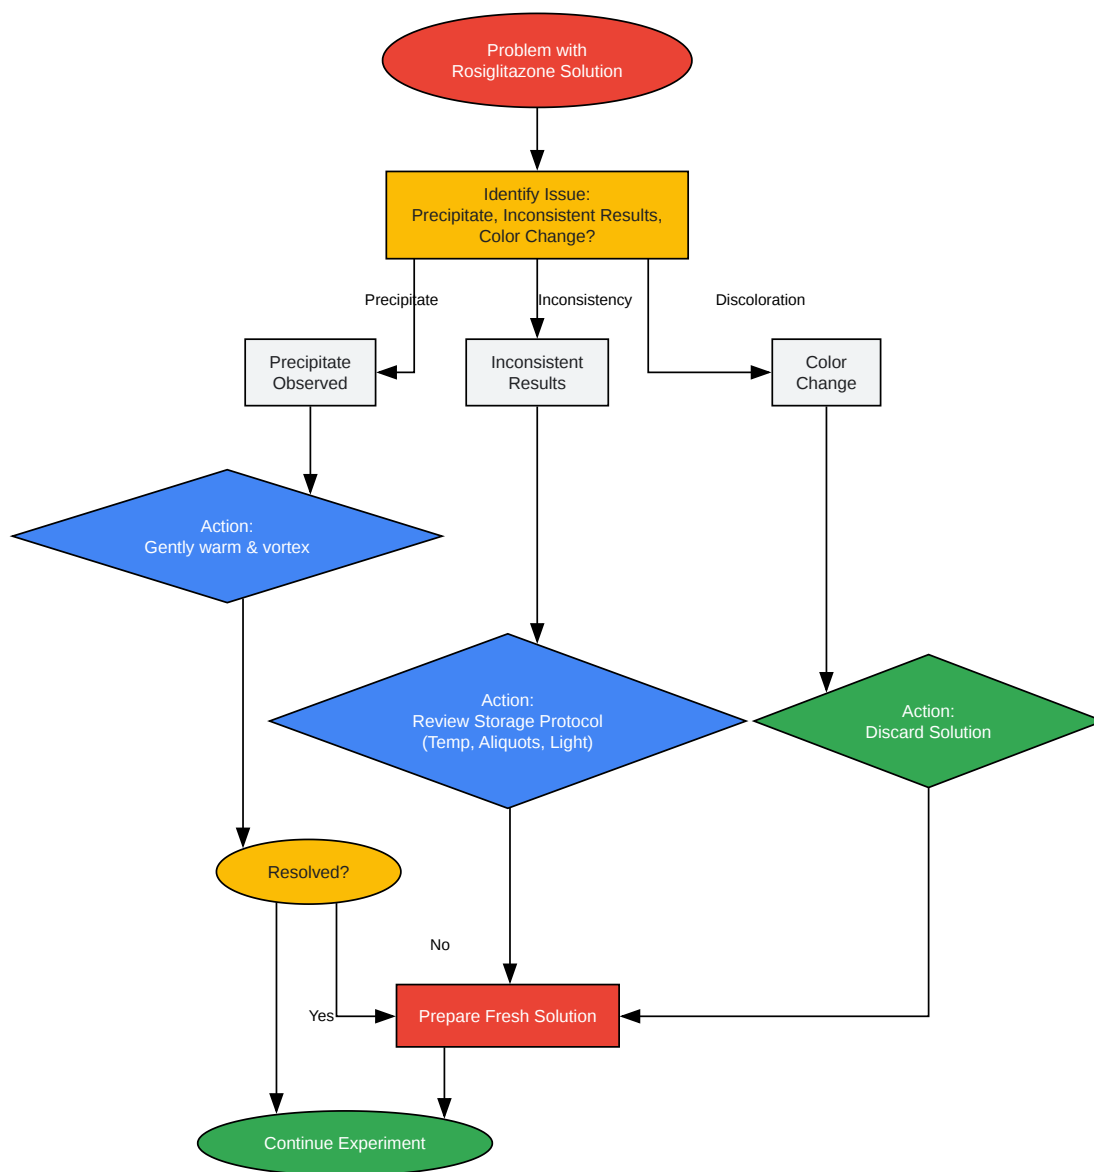 Problem with
Rosiglitazone Solution
Identify Issue:
Precipitate, Inconsistent Results,
Color Change?
Precipitate
Inconsistency
Discoloration
Precipitate
Observed
Inconsistent
Results
Color
Change
Action:
Gently warm & vortex
Action:
Review Storage Protocol
(Temp, Aliquots, Light)
Action:
Discard Solution
Resolved?
No
Yes
Prepare Fresh Solution
Continue Experiment